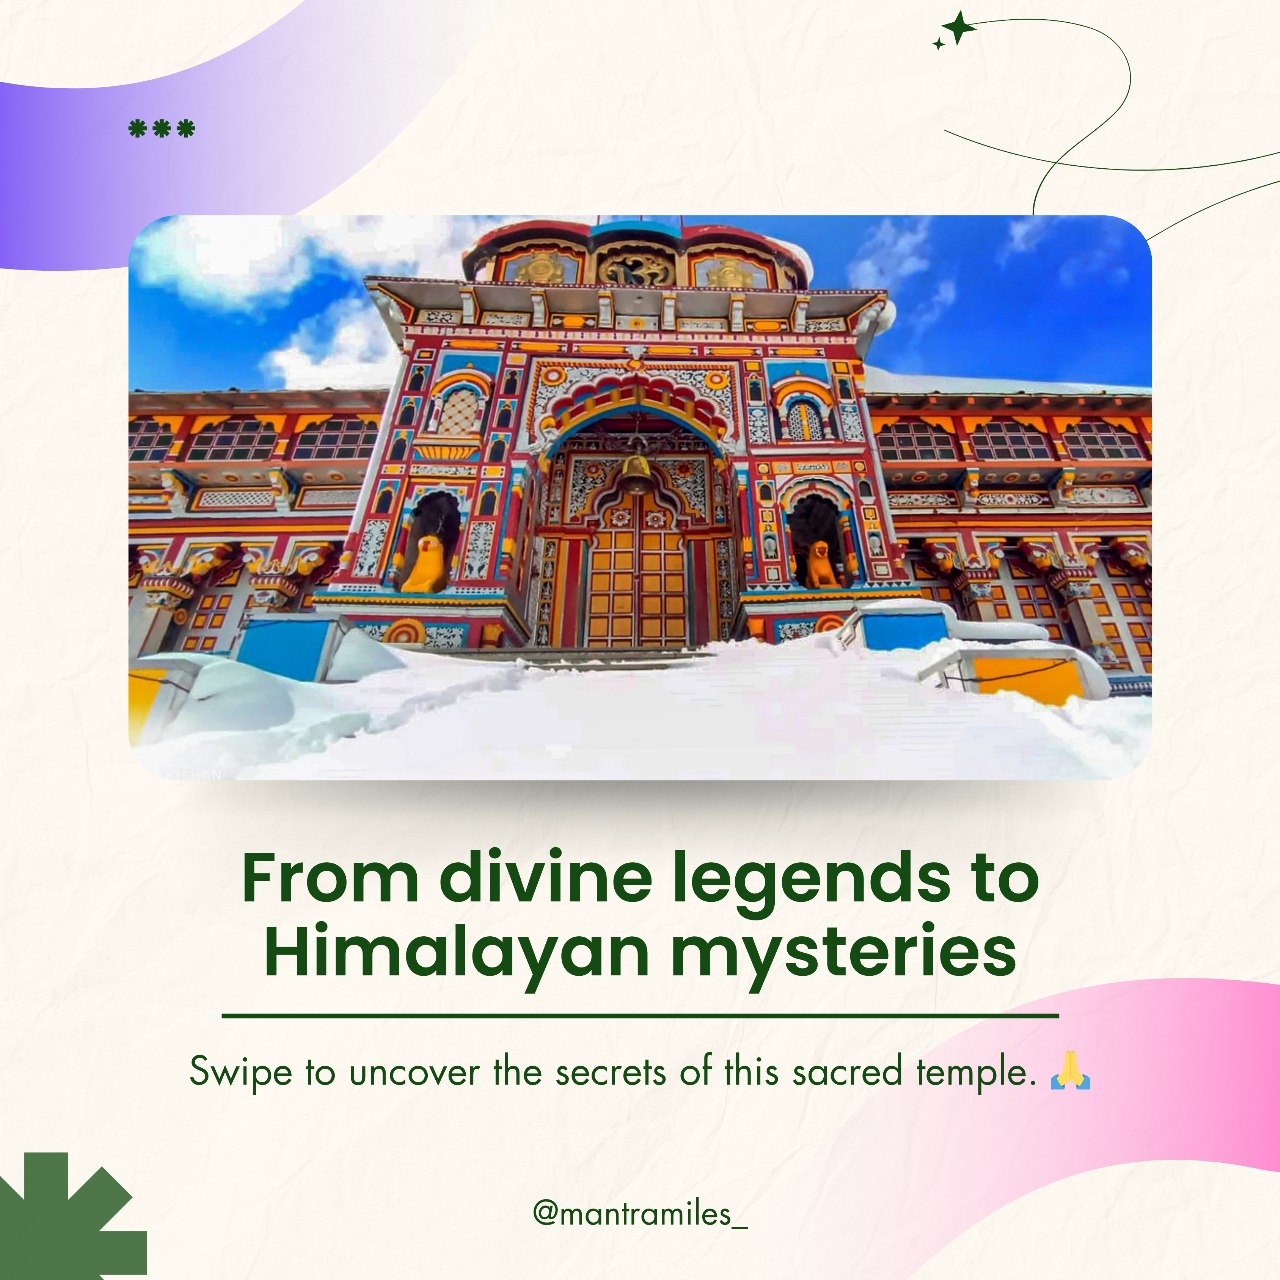 From divine legends to
Himalayan mysteries
Swipe to uncover the secrets of this sacred temple. 🙏
@mantramiles_